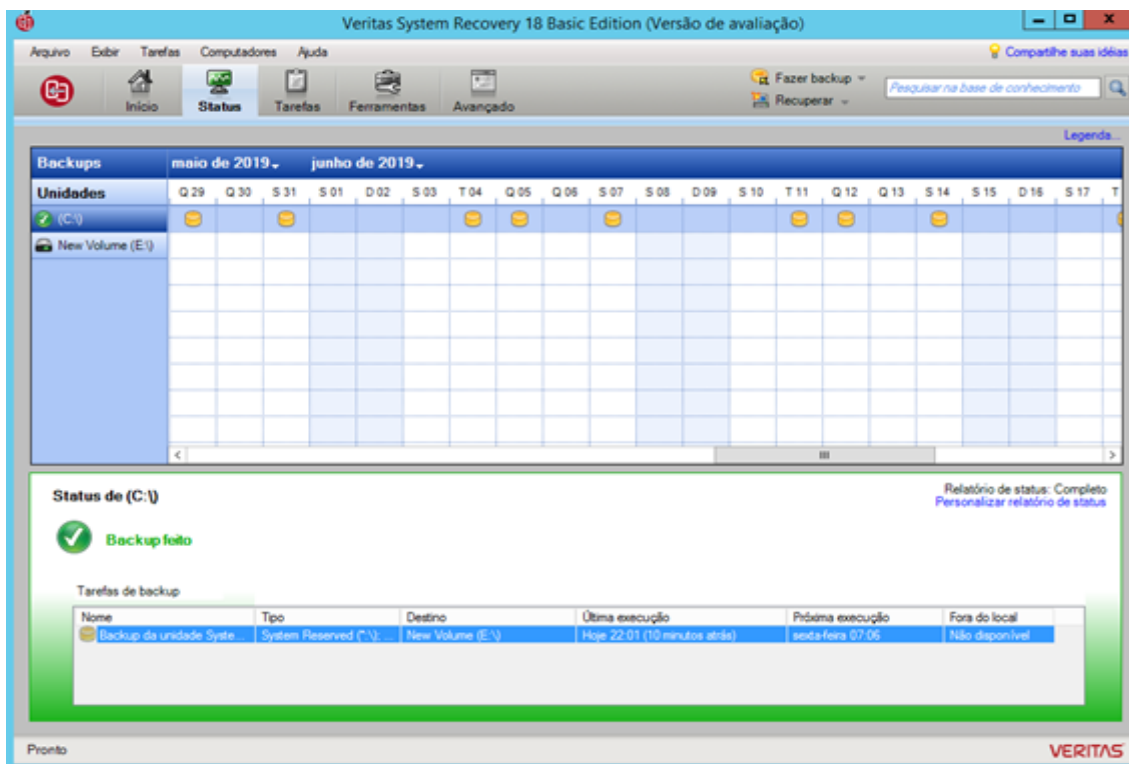 Veritas System Recovery 18 Basic Edition (Versão de avaliação)
Arquivo Exibir Tarefas Computadores Ajuda Compartilhe suas idéias
Início Status Tarefas Ferramentas Avançado Fazer backup Pesquisar na base de conhecimento
Recuperar
Legenda...
Backups maio de 2019 junho de 2019
Unidades Q 29 Q 30 S 31 S 01 D 02 S 03 T 04 Q 05 Q 06 S 07 S 08 D 09 S 10 T 11 Q 12 Q 13 S 14 S 15 D 16 S 17 T
(C:\)
New Volume (E:\)
Status de (C:\)
Relatório de status: Completo
Personalizar relatório de status
Backup feito
Tarefas de backup
Nome Tipo Destino Última execução Próxima execução Fora do local
Backup da unidade Syste... System Reserved (*:\); ... New Volume (E:\) Hoje 22:01 (10 minutos atrás) sexta-feira 07:06 Não disponível
Pronto
VERITAS